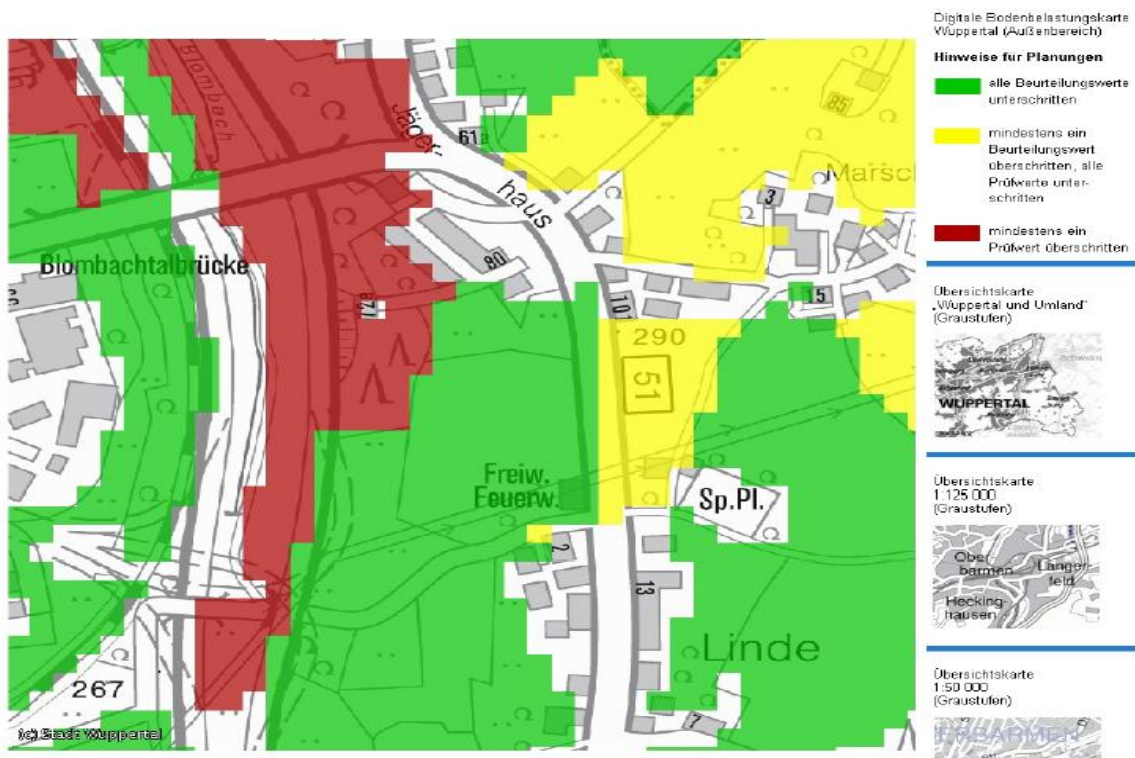 Digitale Bodenbelastungskarte
Wuppertal (Außenbereich)
Hinweise für Planungen
alle Beurteilungswerte
unterschritten
mindestens ein
Beurteilungswert
überschritten, alle
Prüfwerte unter-
schritten
mindestens ein
Prüfwert überschritten
Übersichtskarte
„Wuppertal und Umland"
(Graustufen)
WUPPERTAL
Übersichtskarte
1:125 000
(Graustufen)
Ober-
barmen
Langer-
feld
Hecking-
hausen
Übersichtskarte
1:50 000
(Graustufen)
ERBARMEN
Blombach
Jäger-
haus
61a
85
Marsc
3
Blombachtalbrücke
80
101
15
290
51
Freiw.
Feuerw.
Sp.Pl.
2
13
Linde
267
7
(c) Stadt Wuppertal